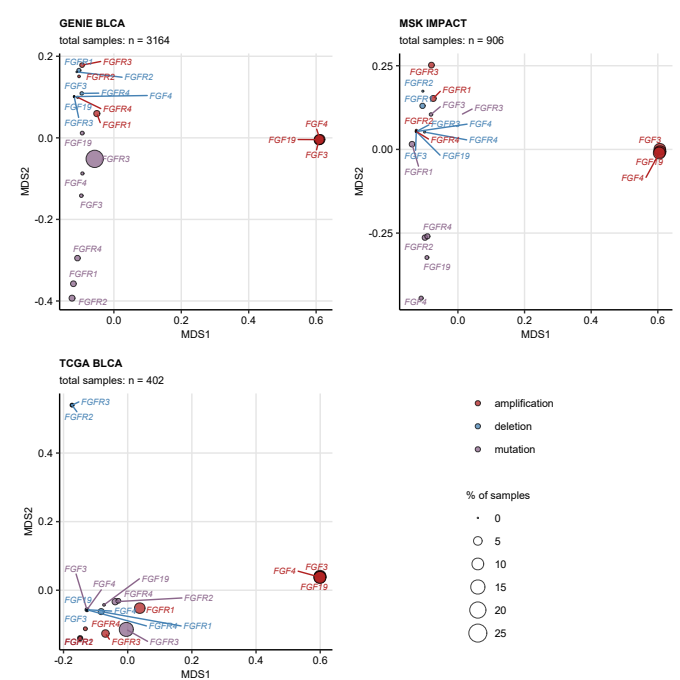 GENIE BLCA
total samples: n = 3164
0.2
0.0
-0.2
-0.4
MDS2
FGFR1
FGFR3
FGFR2
FGFR2
FGF3
FGFR4
FGF4
FGF19
FGFR4
FGFR3
FGFR1
FGF19
FGFR3
FGF4
FGF3
FGFR4
FGFR1
FGFR2
FGF4
FGF19
FGF3
0.0
0.2
0.4
0.6
MDS1
MSK IMPACT
total samples: n = 906
0.25
0.00
-0.25
MDS2
FGFR3
FGFR2
FGFR1
FGFR1
FGF3
FGFR3
FGFR3
FGF4
FGFR4
FGFR4
FGF3
FGF19
FGFR1
FGFR4
FGFR2
FGF19
FGF4
FGF3
FGF19
FGF4
0.0
0.2
0.4
0.6
MDS1
TCGA BLCA
total samples: n = 402
0.4
0.2
0.0
MDS2
FGFR3
FGFR2
FGF3
FGF19
FGF4
FGFR4
FGFR2
FGF19
FGF4
FGFR1
FGF3
FGFR4
FGFR4
FGFR1
FGFR2
FGFR3
FGFR3
FGF3
FGF4
FGF19
-0.2
0.0
0.2
0.4
0.6
MDS1
amplification
deletion
mutation
% of samples
0
5
10
15
20
25